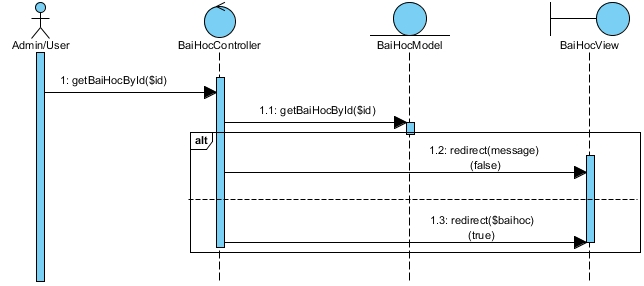 Admin/User
BaiHocController
BaiHocModel
BaiHocView
1: getBaiHocById($id)
1.1: getBaiHocById($id)
alt
1.2: redirect(message)
(false)
1.3: redirect($baihoc)
(true)